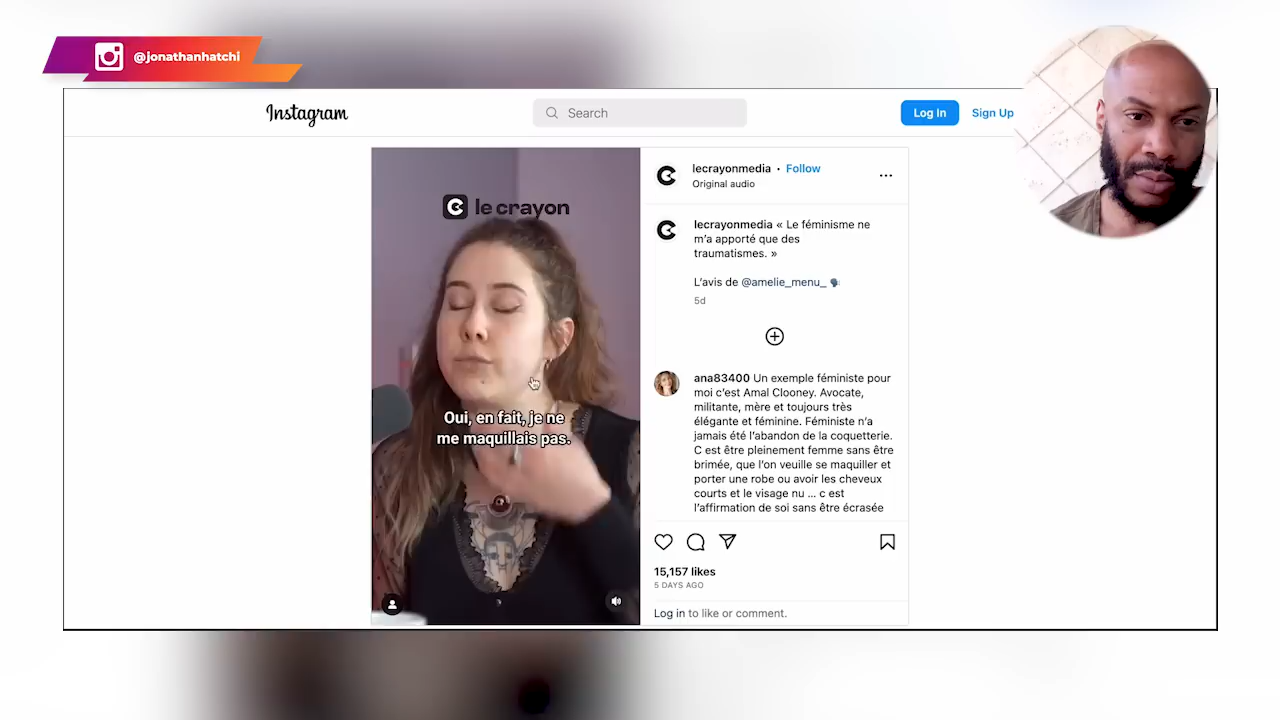 @jonathanhatchi
Instagram
Search
Log In
Sign Up
le crayon
Oui, en fait, je ne
me maquillais pas.
lecrayonmedia • Follow
Original audio
lecrayonmedia « Le féminisme ne
m'a apporté que des
traumatismes. »
L'avis de @amelie_menu_
5d
ana83400 Un exemple féministe pour
moi c'est Amal Clooney. Avocate,
militante, mère et toujours très
élégante et féminine. Féministe n'a
jamais été l'abandon de la coquetterie.
C est être pleinement femme sans être
brimée, que l'on veuille se maquiller et
porter une robe ou avoir les cheveux
courts et le visage nu ... c est
l'affirmation de soi sans être écrasée
15,157 likes
5 DAYS AGO
Log in to like or comment.